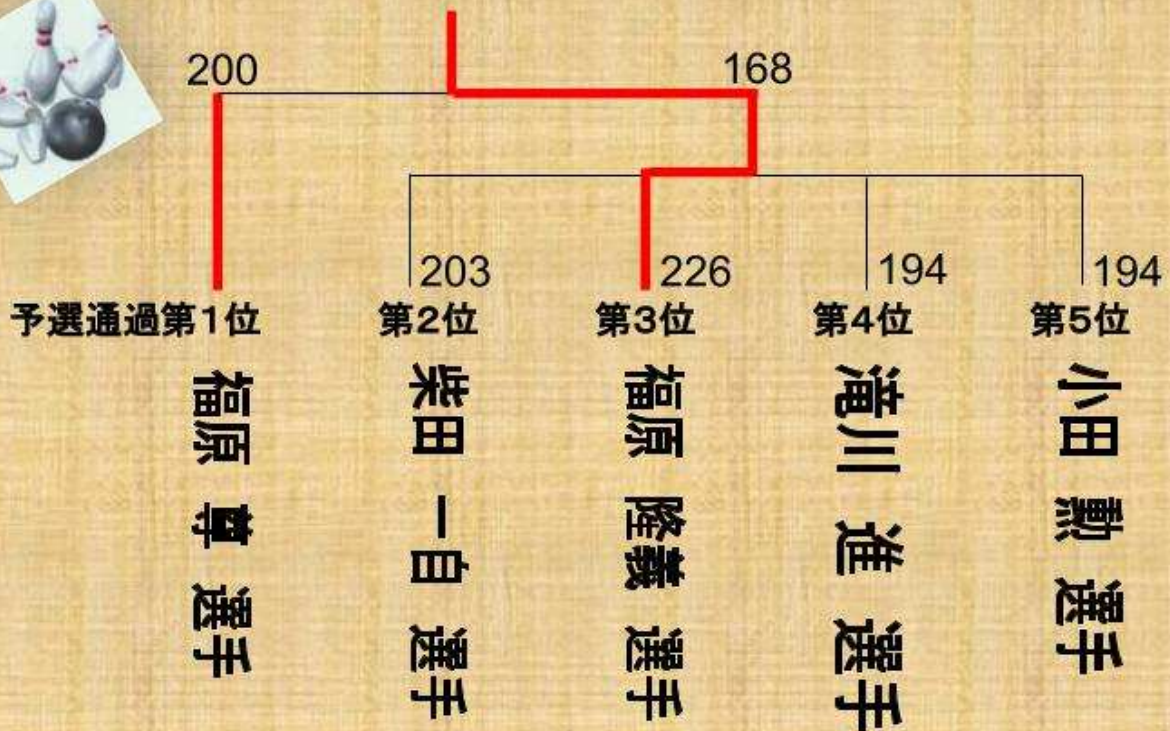 200
168
203
226
194
194
予選通過第1位
第2位
第3位
第4位
第5位
福原 尊 選手
柴田 一自 選手
福原 隆義 選手
滝川 進 選手
小田 勲 選手